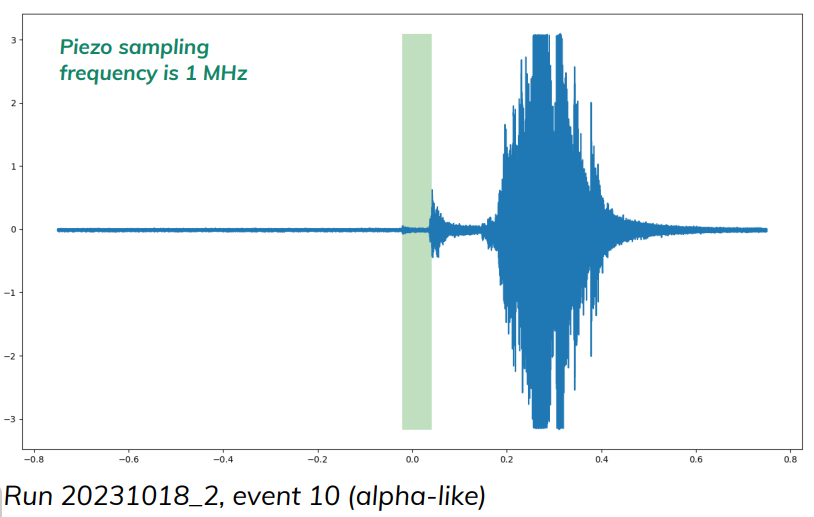 Piezo sampling
frequency is 1 MHz
3
2
1
0
−1
−2
−3
−0.8 −0.6 −0.4 −0.2 0.0 0.2 0.4 0.6 0.8
Run 20231018_2, event 10 (alpha-like)